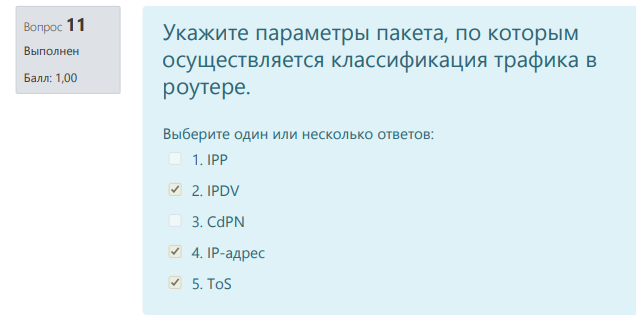 Вопрос 11
Выполнен
Балл: 1,00
Укажите параметры пакета, по которым
осуществляется классификация трафика в
роутере.
Выберите один или несколько ответов:
1. IPP
2. IPDV
3. CdPN
4. IP-адрес
5. ToS